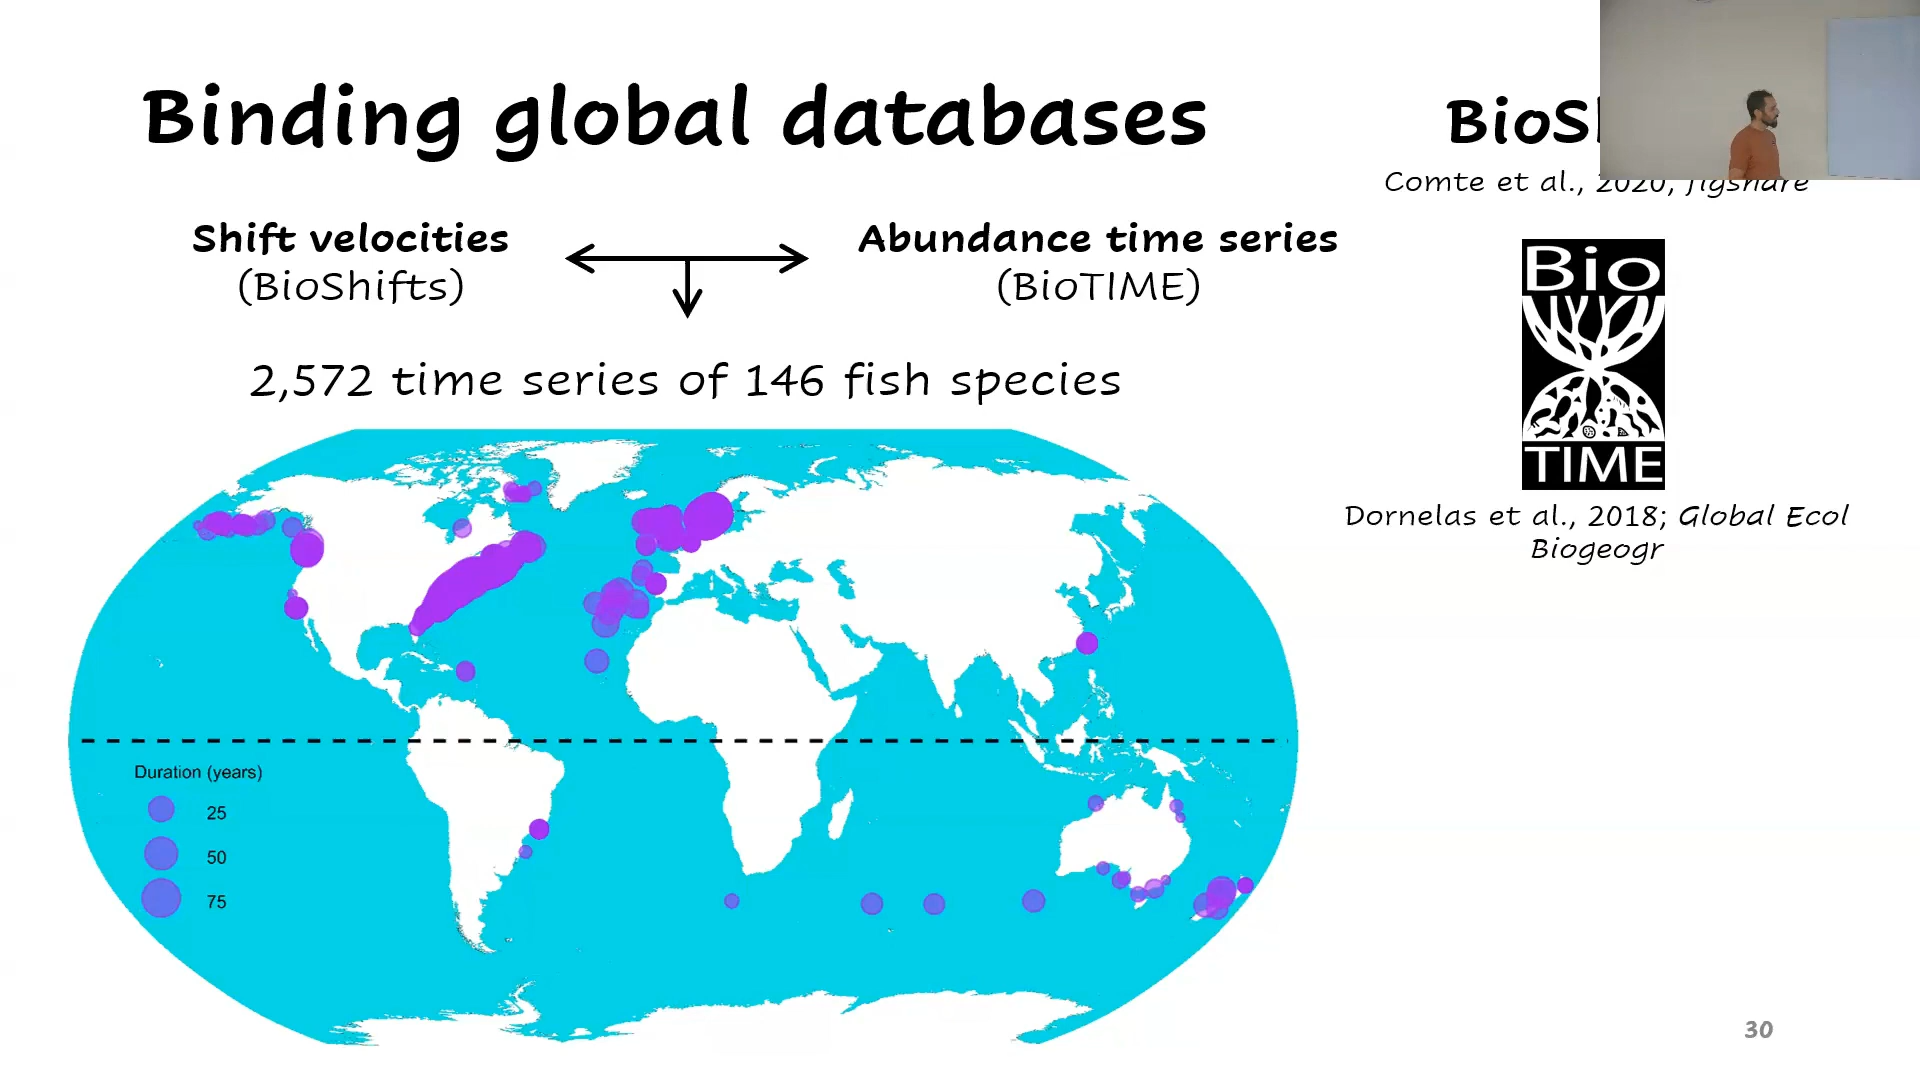 Binding global databases
BioS
Comte et al., 2020, figshare
Shift velocities
(BioShifts)
Abundance time series
(BioTIME)
2,572 time series of 146 fish species
Bio
TIME
Dornelas et al., 2018; Global Ecol
Biogeogr
Duration (years)
25
50
75
30